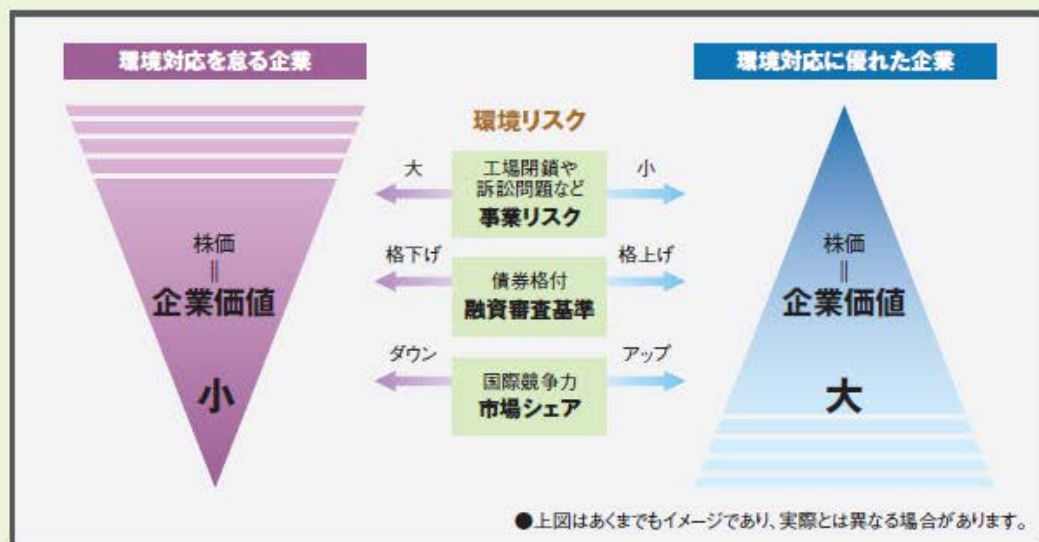 環境対応を怠る企業
環境対応に優れた企業
環境リスク
大
工場閉鎖や
訴訟問題など
事業リスク
小
格下げ
債券格付
融資審査基準
格上げ
ダウン
国際競争力
市場シェア
アップ
株価
||
企業価値
小
株価
||
企業価値
大
●上図はあくまでもイメージであり、実際とは異なる場合があります。